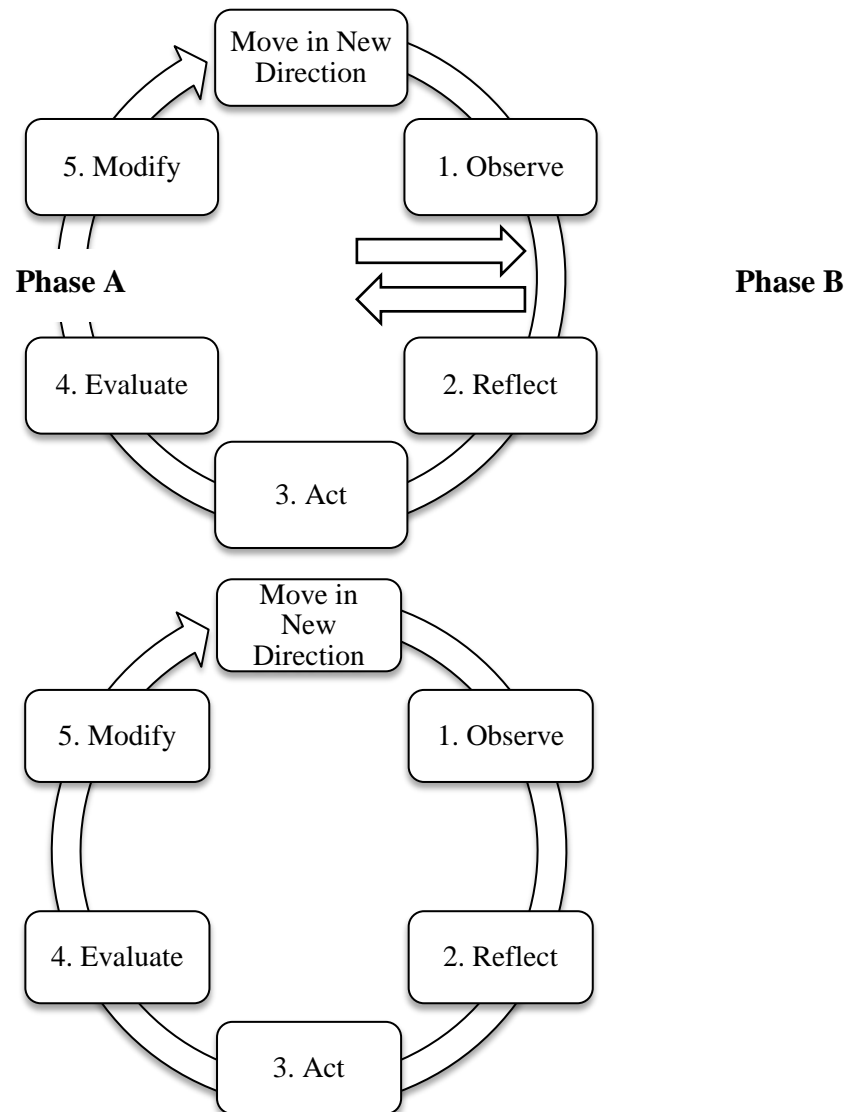 Move in New
Direction
5. Modify
1. Observe
Phase A
Phase B
4. Evaluate
2. Reflect
3. Act
Move in
New
Direction
5. Modify
1. Observe
4. Evaluate
2. Reflect
3. Act